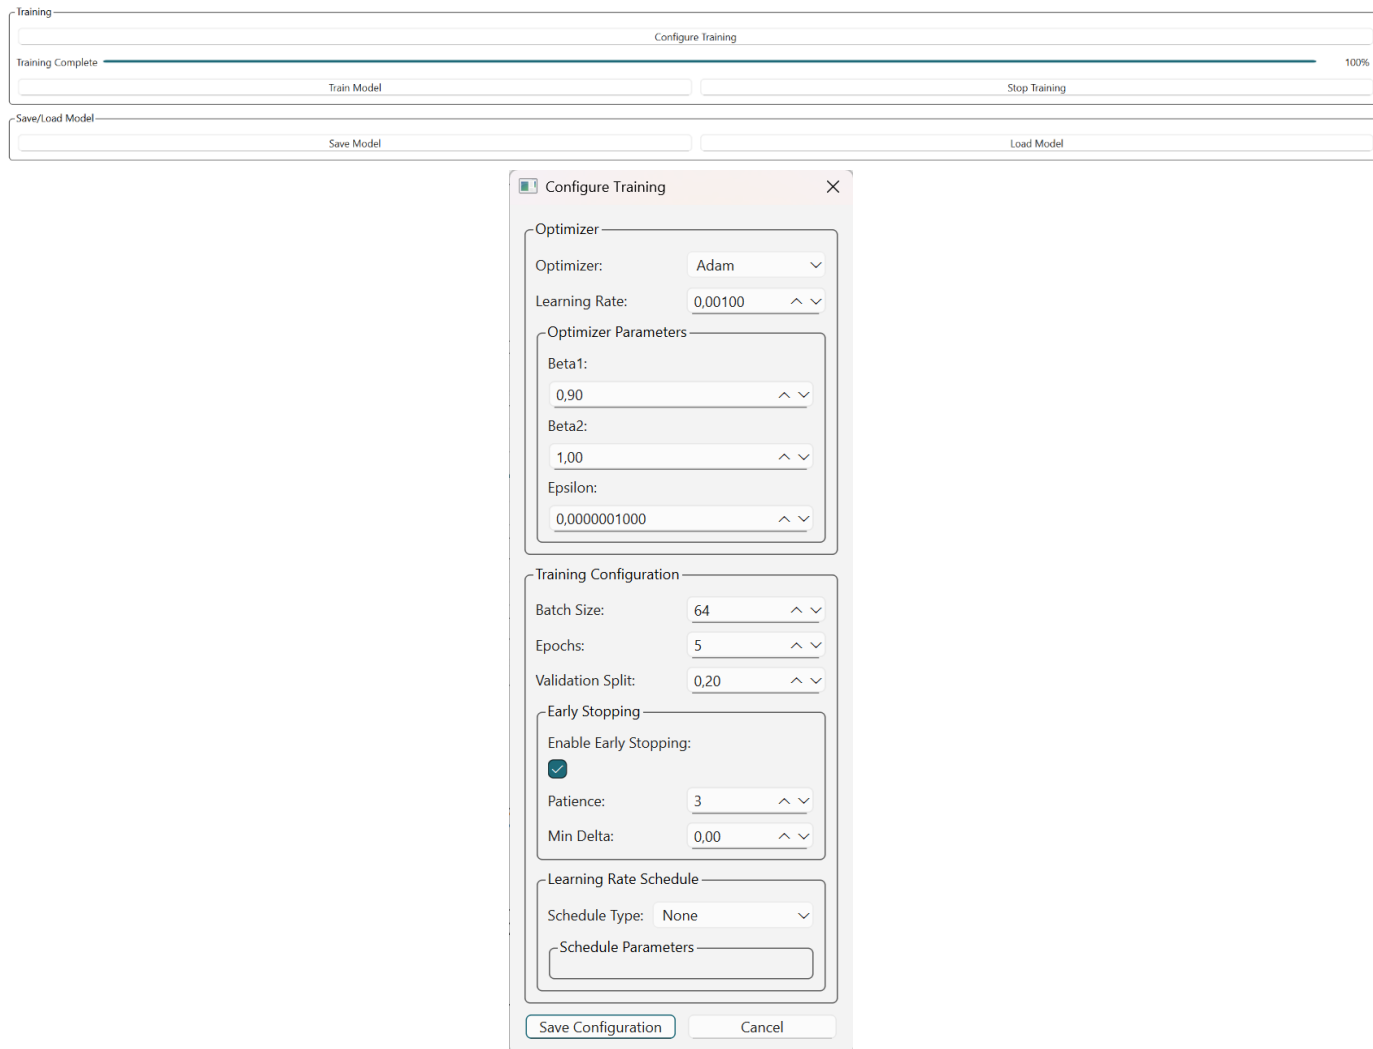 Training
Configure Training
Training Complete 100%
Train Model Stop Training
Save/Load Model
Save Model Load Model
Configure Training
Optimizer
Optimizer: Adam
Learning Rate: 0,00100
Optimizer Parameters
Beta1:
0,90
Beta2:
1,00
Epsilon:
0,0000001000
Training Configuration
Batch Size: 64
Epochs: 5
Validation Split: 0,20
Early Stopping
Enable Early Stopping:
Patience: 3
Min Delta: 0,00
Learning Rate Schedule
Schedule Type: None
Schedule Parameters
Save Configuration Cancel